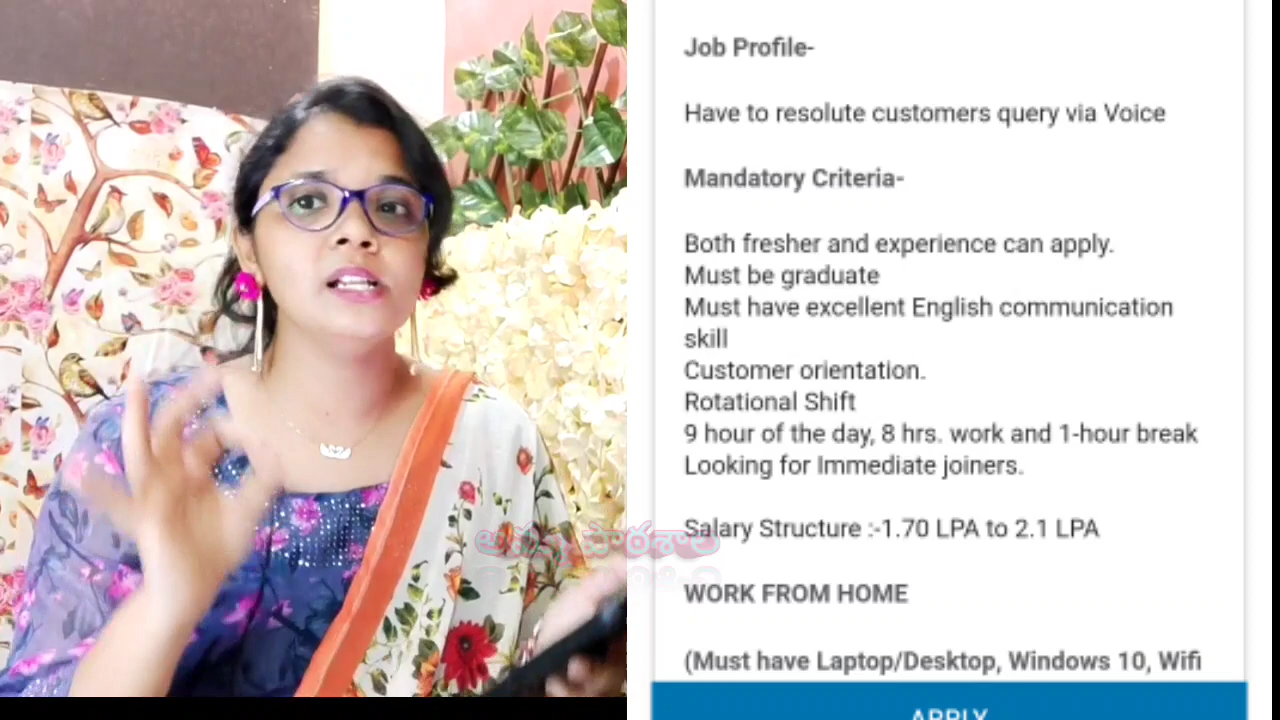 Job Profile-
Have to resolute customers query via Voice
Mandatory Criteria-
Both fresher and experience can apply.
Must be graduate
Must have excellent English communication
skill
Customer orientation.
Rotational Shift
9 hour of the day, 8 hrs. work and 1-hour break
Looking for Immediate joiners.
Salary Structure :-1.70 LPA to 2.1 LPA
అమ్మ పాఠశాల
WORK FROM HOME
(Must have Laptop/Desktop, Windows 10, Wifi
APPLY